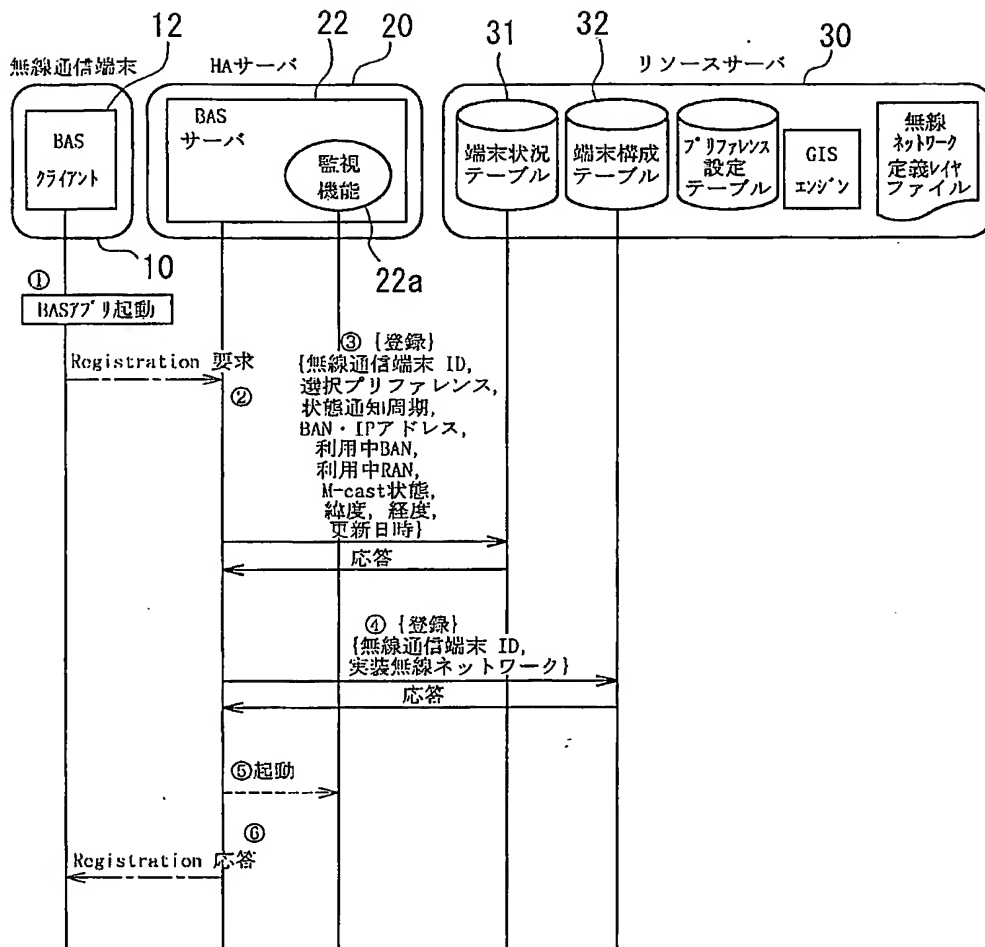 12
22
20
31
32
30
無線通信端末
HAサーバ
リソースサーバ
BAS
クライアント
BAS
サーバ
監視
機能
端末状況
テーブル
端末構成
テーブル
プリファレンス
設定
テーブル
GIS
エンジン
無線
ネットワーク
定義レイヤ
ファイル
10
22a
①
BASアプリ起動
Registration 要求
②
③ {登録}
{無線通信端末 ID,
選択プリファレンス,
状態通知周期,
BAN・IPアドレス,
利用中BAN,
利用中RAN,
M-cast状態,
緯度, 経度,
更新日時}
応答
④ {登録}
{無線通信端末 ID,
実装無線ネットワーク}
応答
⑤起動
⑥
Registration 応答